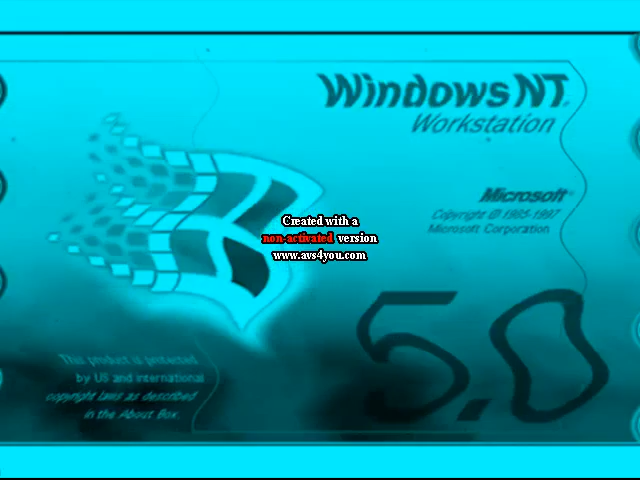 Windows NT®
Workstation
Microsoft®
Copyright © 1985-1997
Microsoft Corporation
Created with a
non-activated version
www.avs4you.com
5.0
This product is protected
by US and international
copyright laws as described
in the About Box.